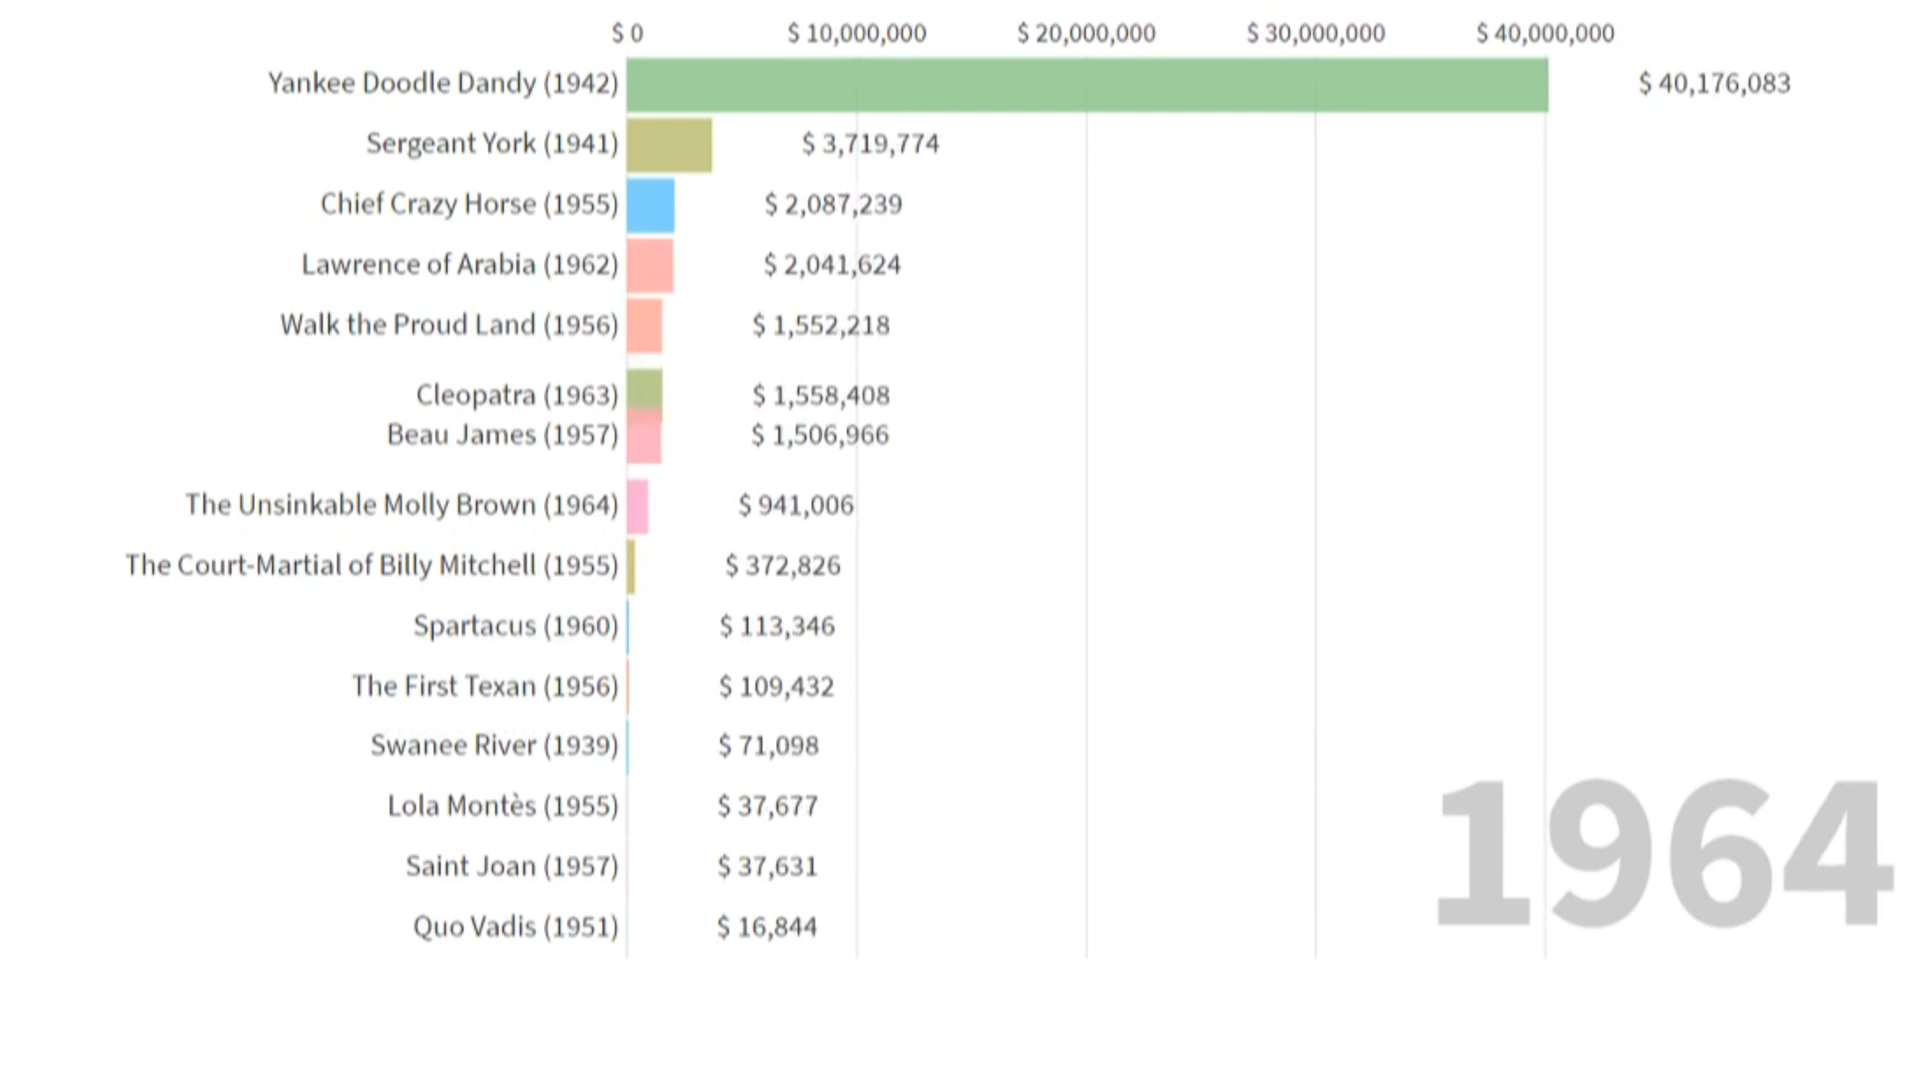 $ 0 $ 10,000,000 $ 20,000,000 $ 30,000,000 $ 40,000,000
Yankee Doodle Dandy (1942) $ 40,176,083
Sergeant York (1941) $ 3,719,774
Chief Crazy Horse (1955) $ 2,087,239
Lawrence of Arabia (1962) $ 2,041,624
Walk the Proud Land (1956) $ 1,552,218
Cleopatra (1963) $ 1,558,408
Beau James (1957) $ 1,506,966
The Unsinkable Molly Brown (1964) $ 941,006
The Court-Martial of Billy Mitchell (1955) $ 372,826
Spartacus (1960) $ 113,346
The First Texan (1956) $ 109,432
Swanee River (1939) $ 71,098
Lola Montès (1955) $ 37,677
Saint Joan (1957) $ 37,631
Quo Vadis (1951) $ 16,844
1964